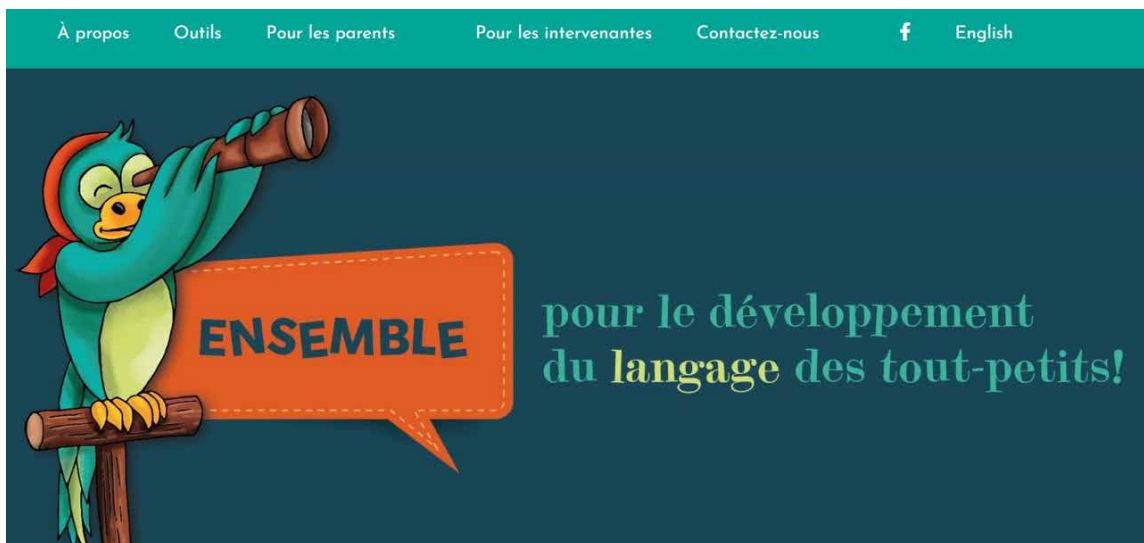 À propos Outils Pour les parents Pour les intervenantes Contactez-nous f English
ENSEMBLE
pour le développement
du langage des tout-petits!